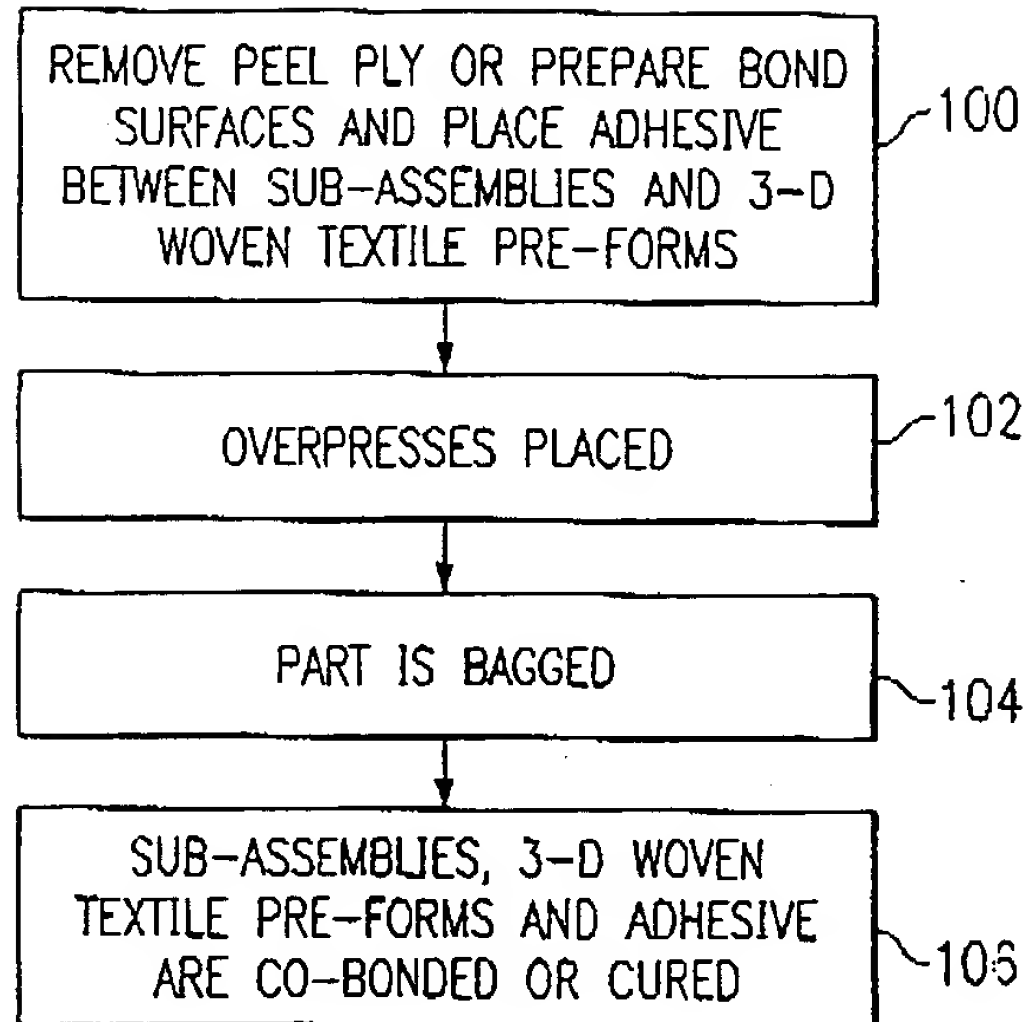 REMOVE PEEL PLY OR PREPARE BOND
SURFACES AND PLACE ADHESIVE
BETWEEN SUB-ASSEMBLIES AND 3-D
WOVEN TEXTILE PRE-FORMS
100
OVERPRESSES PLACED
102
PART IS BAGGED
104
SUB-ASSEMBLIES, 3-D WOVEN
TEXTILE PRE-FORMS AND ADHESIVE
ARE CO-BONDED OR CURED
106